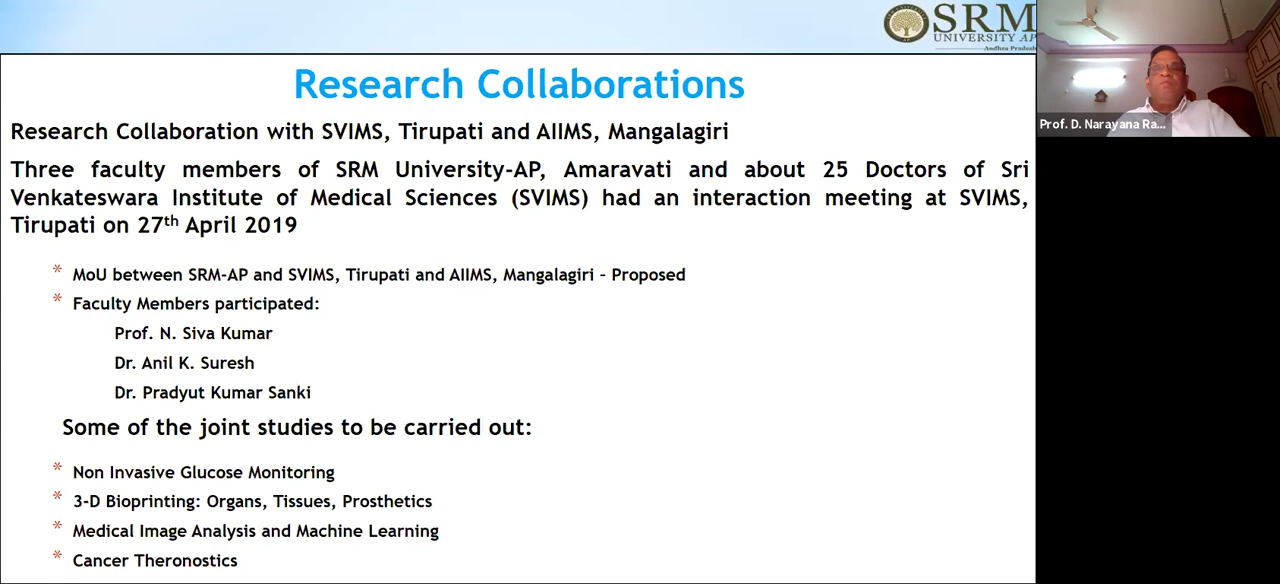 SRM
UNIVERSITY AP
Andhra Pradesh
Prof. D. Narayana Ra...
Research Collaborations
Research Collaboration with SVIMS, Tirupati and AIIMS, Mangalagiri
Three faculty members of SRM University-AP, Amaravati and about 25 Doctors of Sri
Venkateswara Institute of Medical Sciences (SVIMS) had an interaction meeting at SVIMS,
Tirupati on 27th April 2019
* MoU between SRM-AP and SVIMS, Tirupati and AIIMS, Mangalagiri – Proposed
* Faculty Members participated:
Prof. N. Siva Kumar
Dr. Anil K. Suresh
Dr. Pradyut Kumar Sanki
Some of the joint studies to be carried out:
* Non Invasive Glucose Monitoring
* 3-D Bioprinting: Organs, Tissues, Prosthetics
* Medical Image Analysis and Machine Learning
* Cancer Theronostics